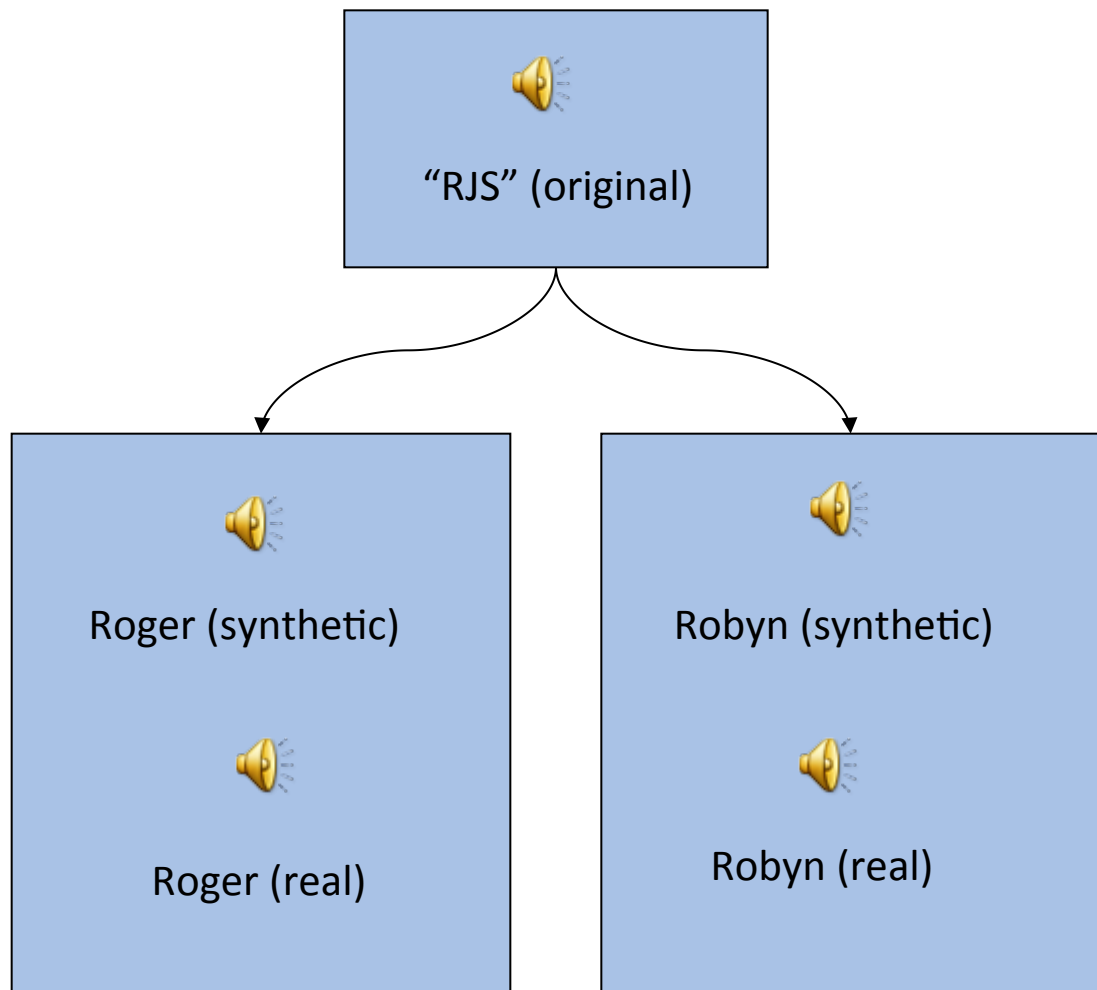 “RJS” (original)
Roger (synthetic)
Robyn (synthetic)
Roger (real)
Robyn (real)